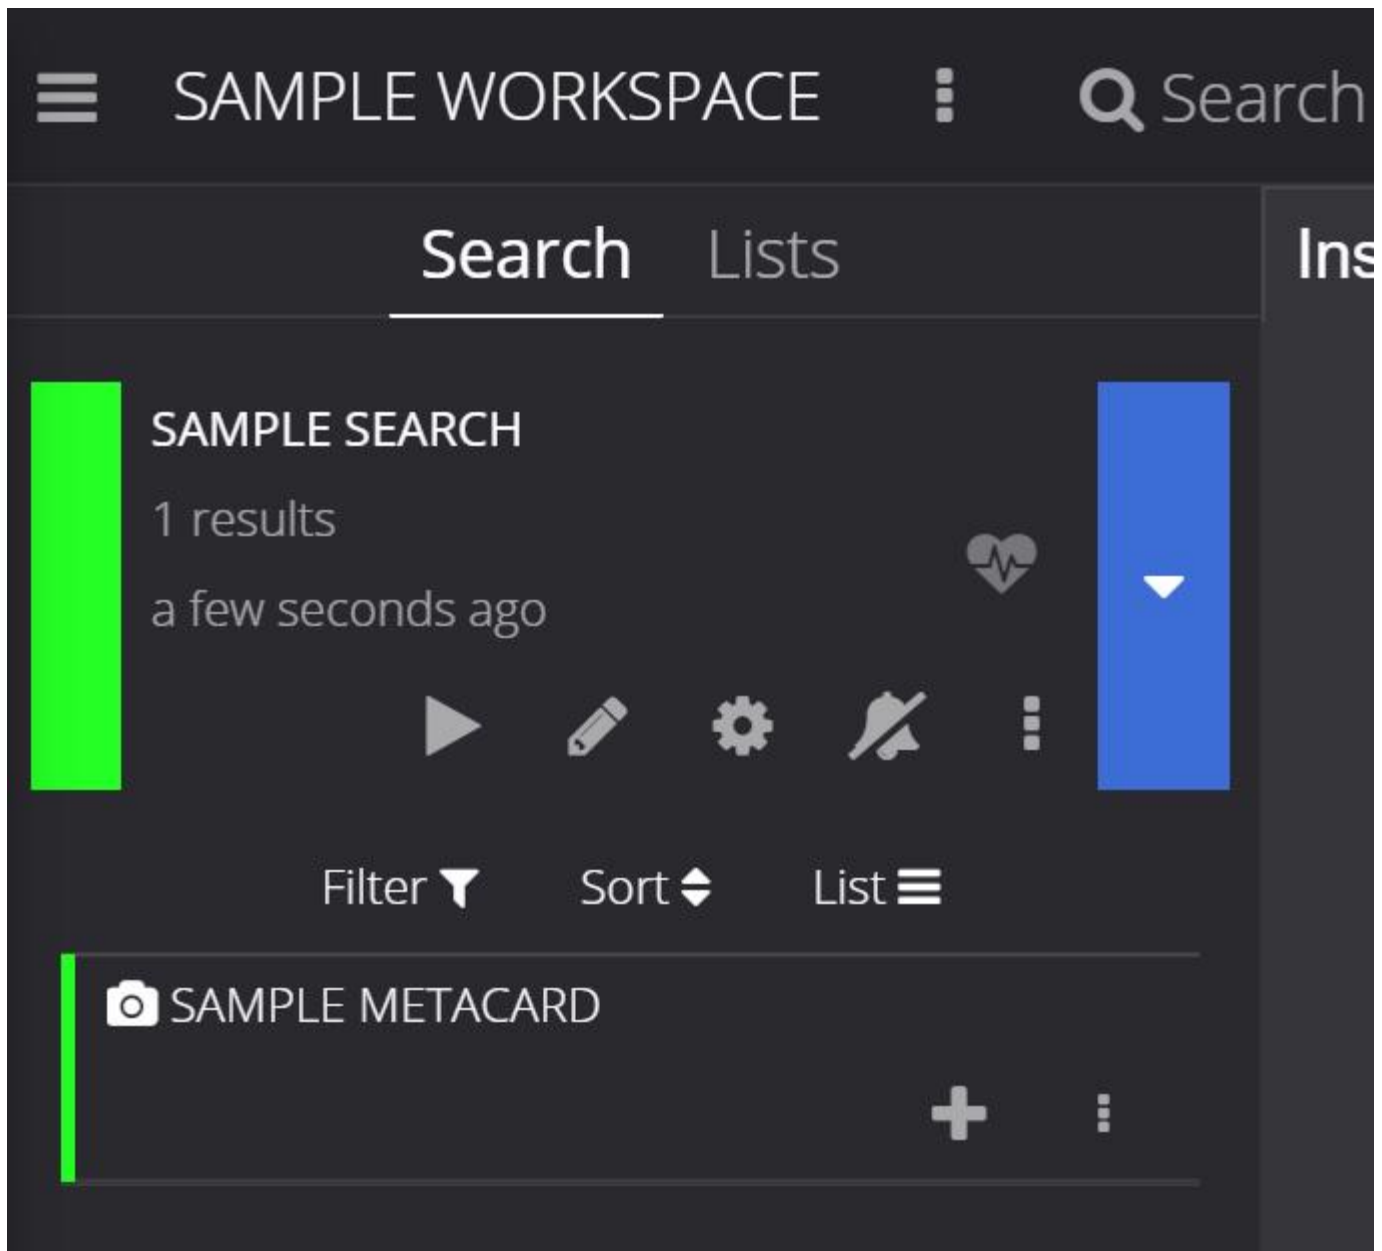 SAMPLE WORKSPACE
Search
Search Lists
SAMPLE SEARCH
1 results
a few seconds ago
Filter Sort List
SAMPLE METACARD